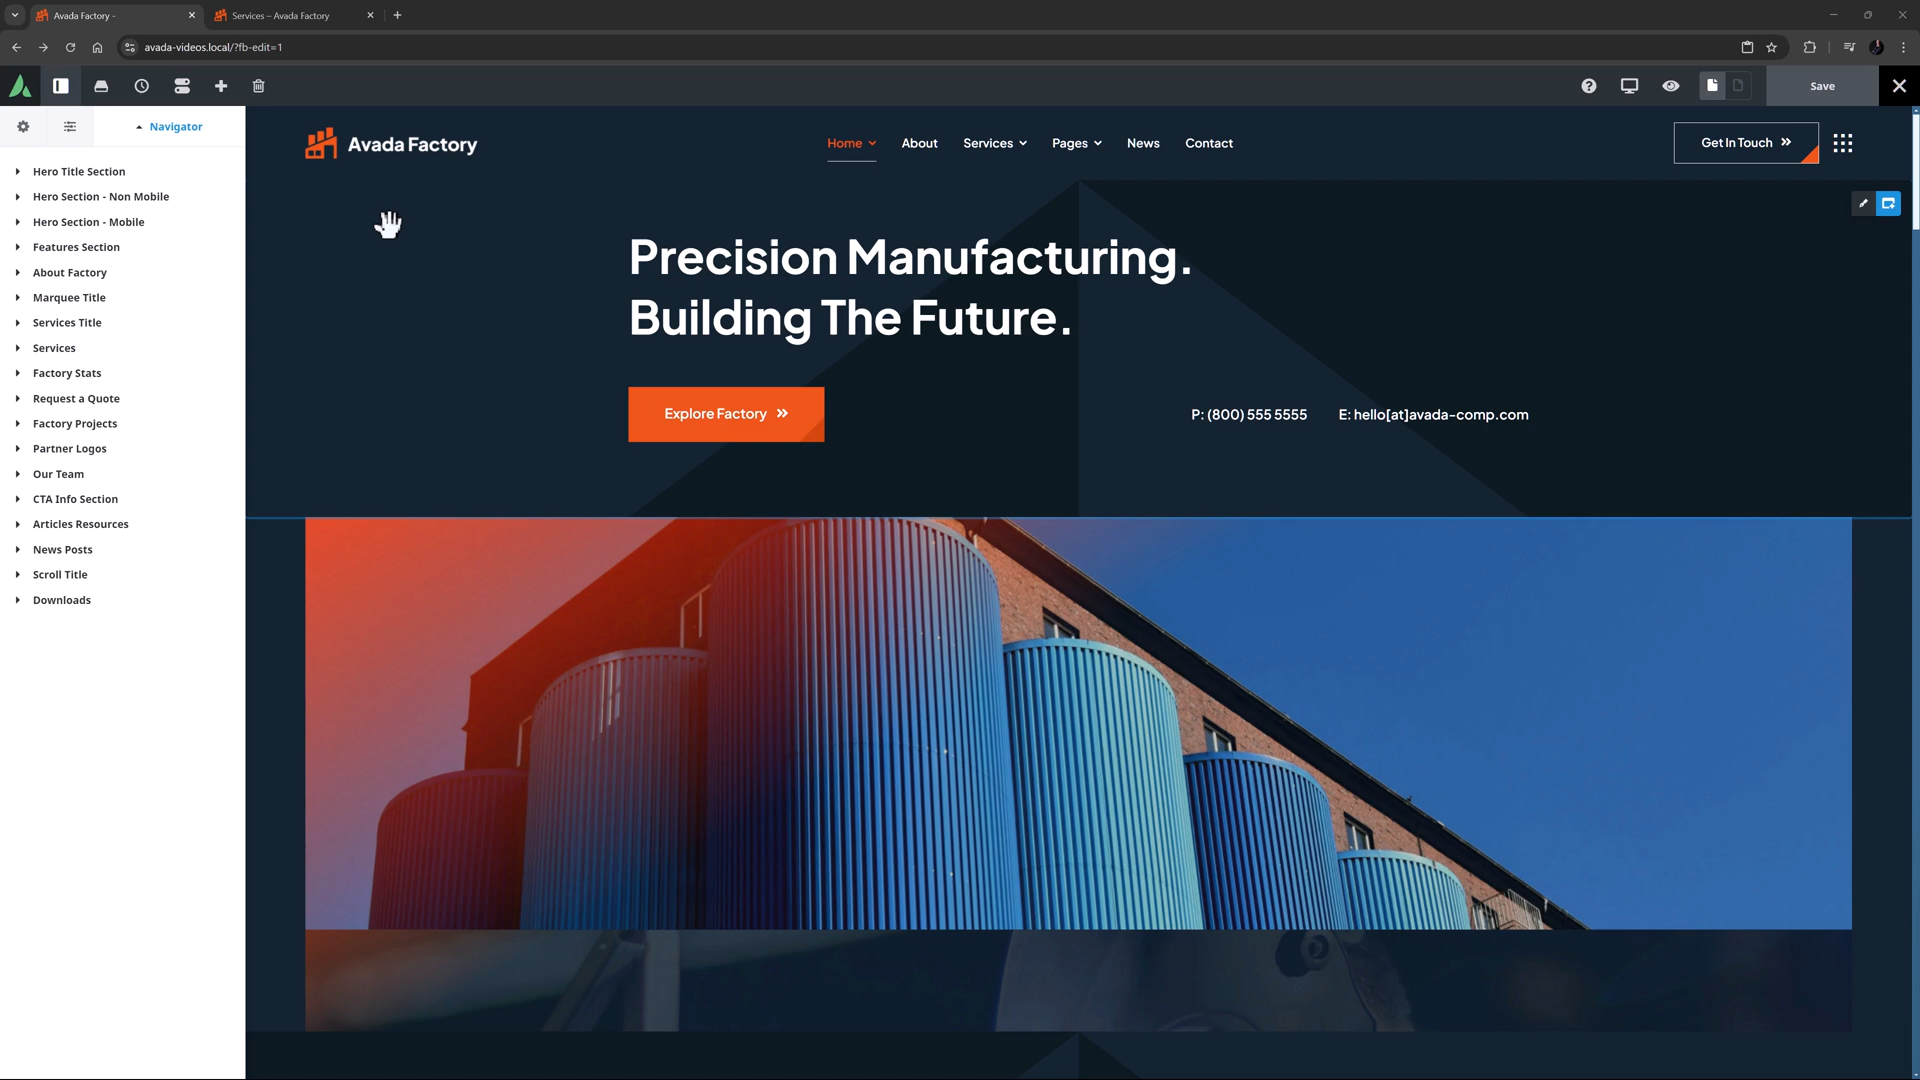 Avada Factory -
Services – Avada Factory
avada-videos.local/?fb-edit=1
Save
Navigator
Hero Title Section
Hero Section - Non Mobile
Hero Section - Mobile
Features Section
About Factory
Marquee Title
Services Title
Services
Factory Stats
Request a Quote
Factory Projects
Partner Logos
Our Team
CTA Info Section
Articles Resources
News Posts
Scroll Title
Downloads
Avada Factory
Home
About
Services
Pages
News
Contact
Get In Touch
Precision Manufacturing.
Building The Future.
Explore Factory
P: (800) 555 5555
E: hello[at]avada-comp.com